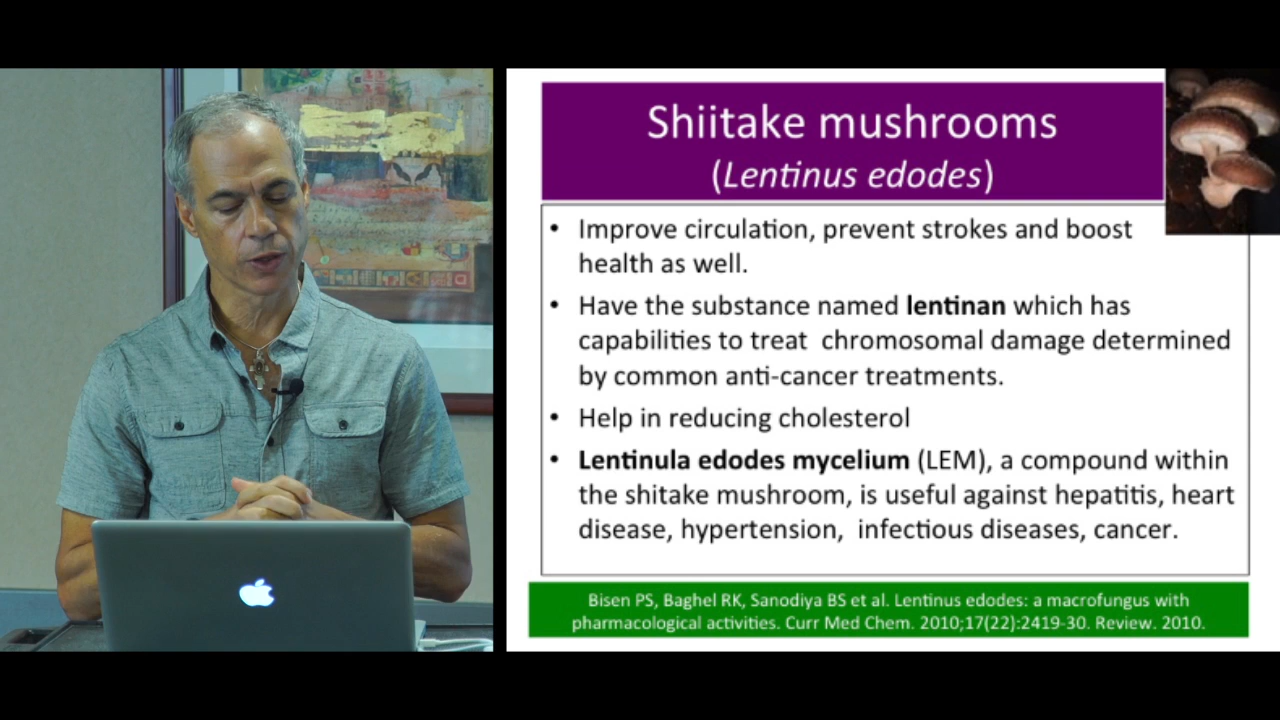 Shiitake mushrooms
(Lentinus edodes)
• Improve circulation, prevent strokes and boost
health as well.
• Have the substance named lentinan which has
capabilities to treat chromosomal damage determined
by common anti-cancer treatments.
• Help in reducing cholesterol
• Lentinula edodes mycelium (LEM), a compound within
the shitake mushroom, is useful against hepatitis, heart
disease, hypertension, infectious diseases, cancer.
Bisen PS, Baghel RK, Sanodiya BS et al. Lentinus edodes: a macrofungus with
pharmacological activities. Curr Med Chem. 2010;17(22):2419-30. Review. 2010.